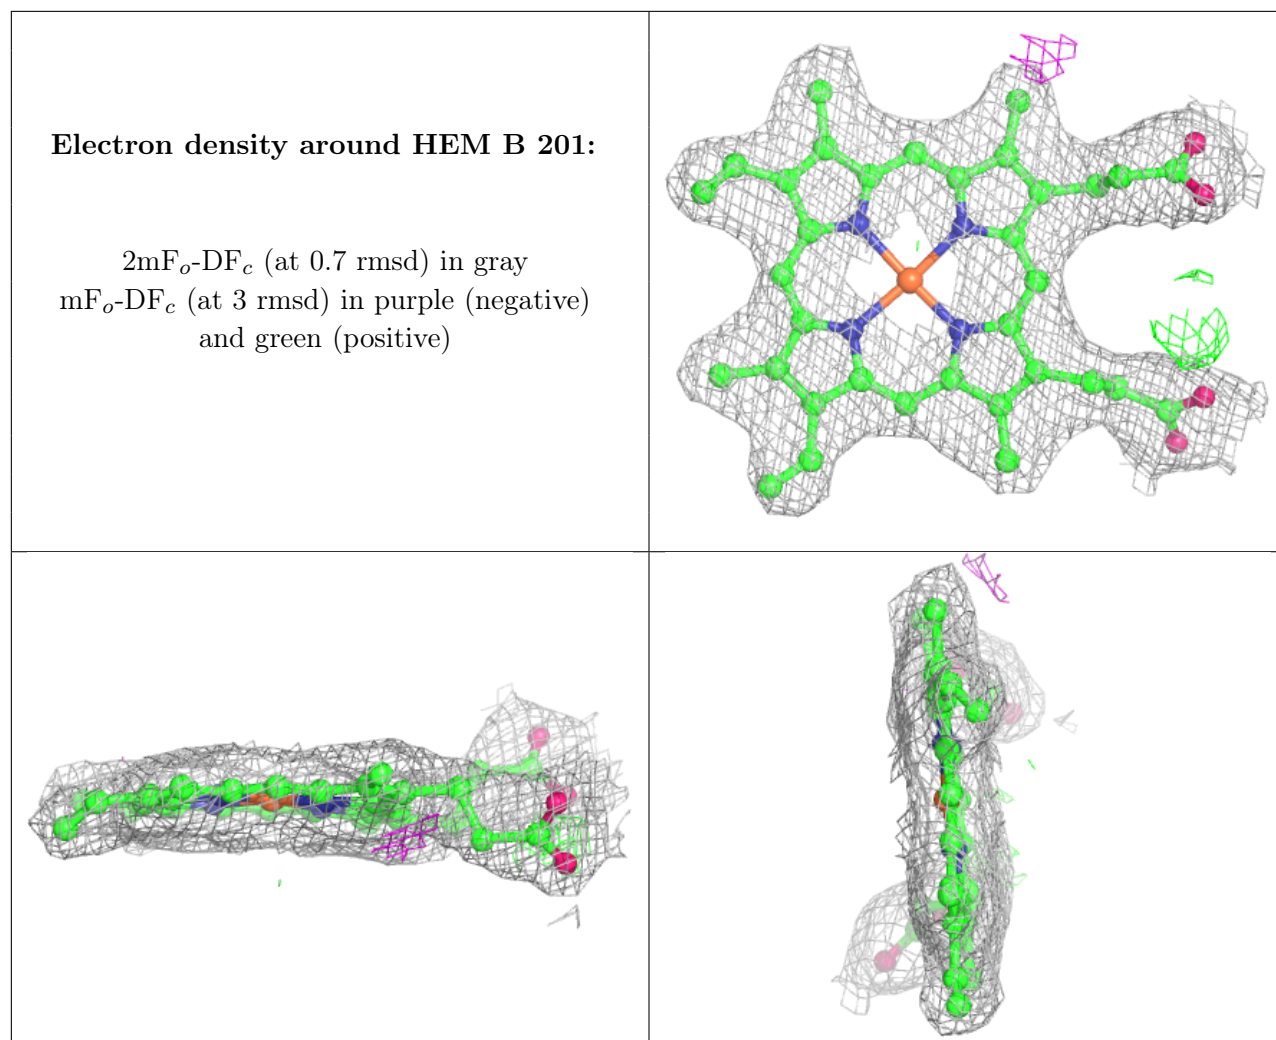 Electron density around HEM B 201:
2mFₒ-DF𝒸 (at 0.7 rmsd) in gray
mFₒ-DF𝒸 (at 3 rmsd) in purple (negative)
and green (positive)